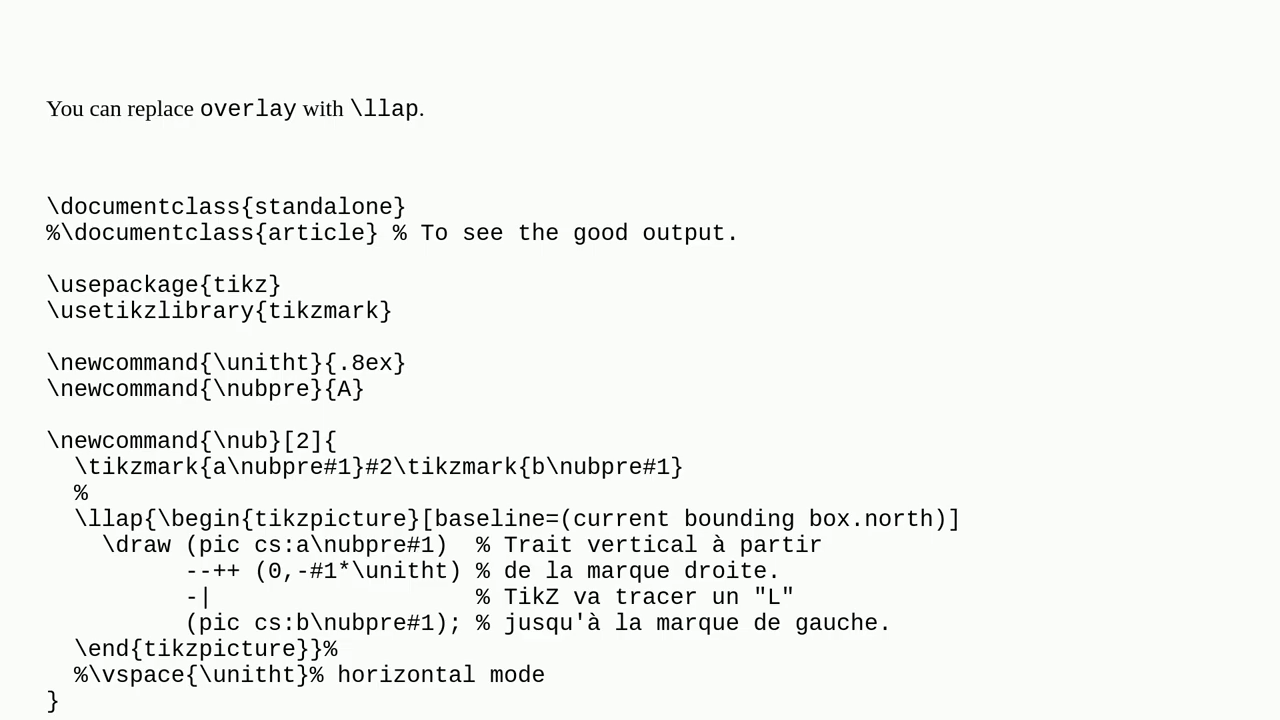 You can replace overlay with \llap.
\documentclass{standalone}
%\documentclass{article} % To see the good output.
\usepackage{tikz}
\usetikzlibrary{tikzmark}
\newcommand{\unitht}{.8ex}
\newcommand{\nubpre}{A}
\newcommand{\nub}[2]{
  \tikzmark{a\nubpre#1}#2\tikzmark{b\nubpre#1}
  %
  \llap{\begin{tikzpicture}[baseline=(current bounding box.north)]
    \draw (pic cs:a\nubpre#1)  % Trait vertical à partir
          --++ (0,-#1*\unitht) % de la marque droite.
          -|                   % TikZ va tracer un "L"
          (pic cs:b\nubpre#1); % jusqu'à la marque de gauche.
  \end{tikzpicture}}%
  %\vspace{\unitht}% horizontal mode
}